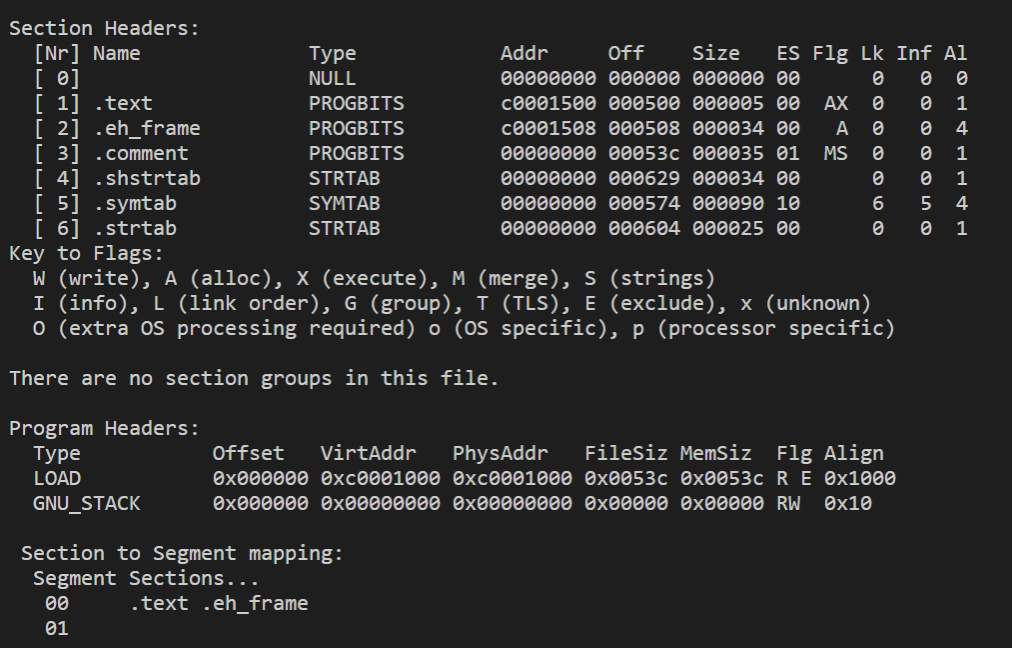 Section Headers:
  [Nr] Name              Type            Addr     Off    Size   ES Flg Lk Inf Al
  [ 0]                   NULL            00000000 000000 000000 00      0   0  0
  [ 1] .text             PROGBITS        c0001500 000500 000005 00  AX  0   0  1
  [ 2] .eh_frame         PROGBITS        c0001508 000508 000034 00   A  0   0  4
  [ 3] .comment          PROGBITS        00000000 00053c 000035 01  MS  0   0  1
  [ 4] .shstrtab         STRTAB          00000000 000629 000034 00      0   0  1
  [ 5] .symtab           SYMTAB          00000000 000574 000090 10      6   5  4
  [ 6] .strtab           STRTAB          00000000 000604 000025 00      0   0  1
Key to Flags:
  W (write), A (alloc), X (execute), M (merge), S (strings)
  I (info), L (link order), G (group), T (TLS), E (exclude), x (unknown)
  O (extra OS processing required) o (OS specific), p (processor specific)

There are no section groups in this file.

Program Headers:
  Type           Offset   VirtAddr   PhysAddr   FileSiz MemSiz  Flg Align
  LOAD           0x000000 0xc0001000 0xc0001000 0x0053c 0x0053c R E 0x1000
  GNU_STACK      0x000000 0x00000000 0x00000000 0x00000 0x00000 RW  0x10

 Section to Segment mapping:
  Segment Sections...
   00     .text .eh_frame
   01